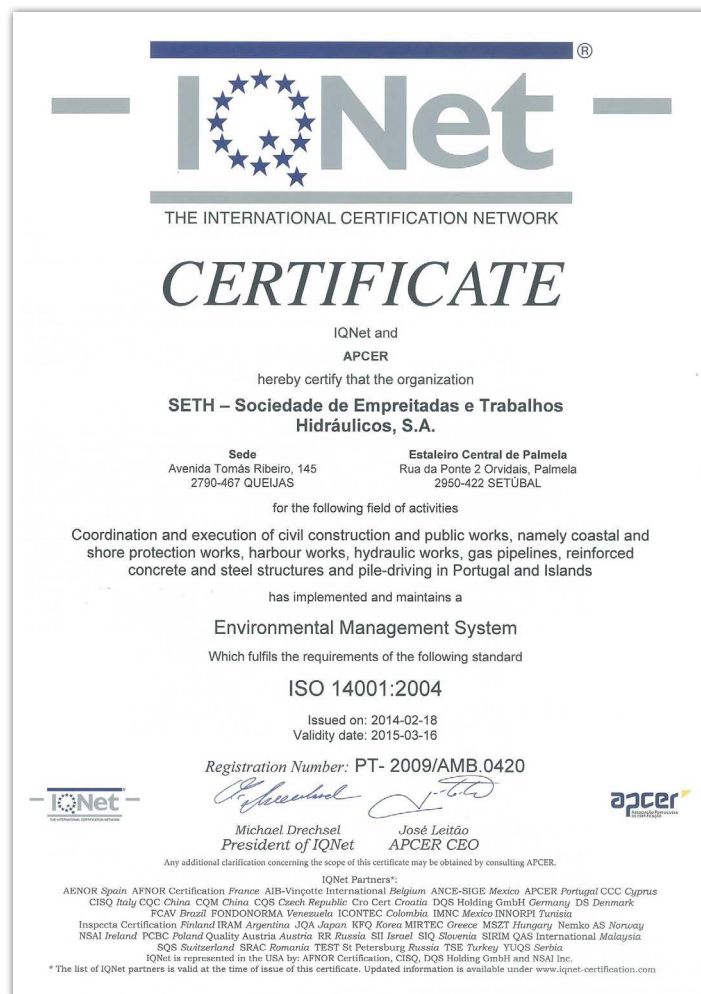 IQNet ®
THE INTERNATIONAL CERTIFICATION NETWORK
CERTIFICATE
IQNet and
APCER
hereby certify that the organization
SETH – Sociedade de Empreitadas e Trabalhos
Hidráulicos, S.A.
Sede
Avenida Tomás Ribeiro, 145
2790-467 QUEIJAS
Estaleiro Central de Palmela
Rua da Ponte 2 Orvidais, Palmela
2950-422 SETÚBAL
for the following field of activities
Coordination and execution of civil construction and public works, namely coastal and
shore protection works, harbour works, hydraulic works, gas pipelines, reinforced
concrete and steel structures and pile-driving in Portugal and Islands
has implemented and maintains a
Environmental Management System
Which fulfils the requirements of the following standard
ISO 14001:2004
Issued on: 2014-02-18
Validity date: 2015-03-16
Registration Number: PT- 2009/AMB.0420
IQNet
THE INTERNATIONAL CERTIFICATION NETWORK
Michael Drechsel
President of IQNet
José Leitão
APCER CEO
apcer
ASSOCIAÇÃO PORTUGUESA
DE CERTIFICAÇÃO
Any additional clarification concerning the scope of this certificate may be obtained by consulting APCER.
IQNet Partners*:
AENOR Spain AFNOR Certification France AIB-Vinçotte International Belgium ANCE-SIGE Mexico APCER Portugal CCC Cyprus
CISQ Italy CQC China CQM China CQS Czech Republic Cro Cert Croatia DQS Holding GmbH Germany DS Denmark
FCAV Brazil FONDONORMA Venezuela ICONTEC Colombia IMNC Mexico INNORPI Tunisia
Inspecta Certification Finland IRAM Argentina JQA Japan KFQ Korea MIRTEC Greece MSZT Hungary Nemko AS Norway
NSAI Ireland PCBC Poland Quality Austria Austria RR Russia SII Israel SIQ Slovenia SIRIM QAS International Malaysia
SQS Switzerland SRAC Romania TEST St Petersburg Russia TSE Turkey YUQS Serbia
IQNet is represented in the USA by: AFNOR Certification, CISQ, DQS Holding GmbH and NSAI Inc.
* The list of IQNet partners is valid at the time of issue of this certificate. Updated information is available under www.iqnet-certification.com